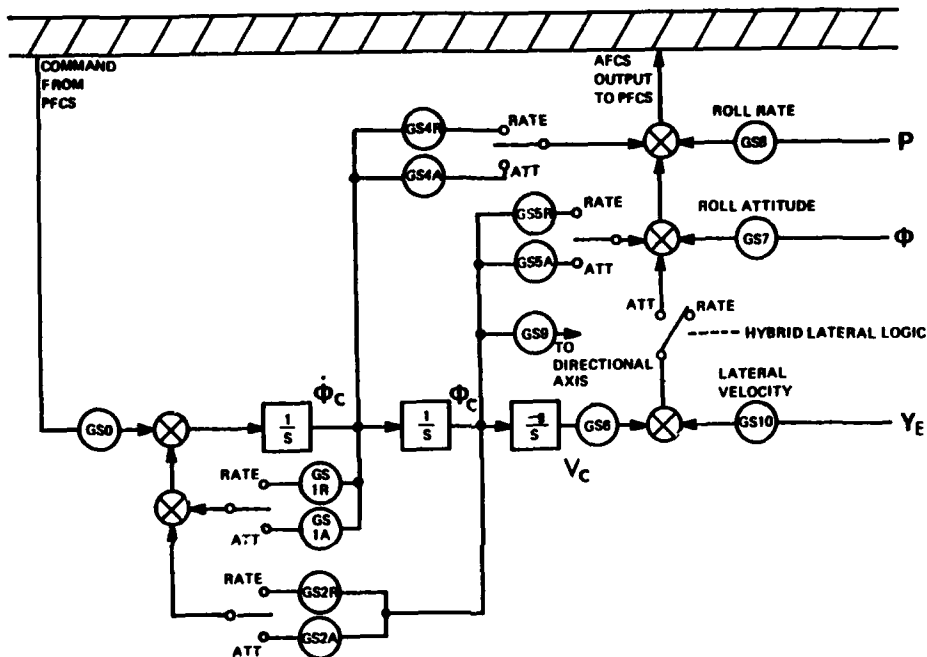 COMMAND
FROM
PFCS
AFCS
OUTPUT
TO PFCS
ROLL RATE
GS4R
RATE
GS8
P
GS4A
ATT
GS5R
RATE
ROLL ATTITUDE
GS7
Φ
GS5A
ATT
ATT
RATE
HYBRID LATERAL LOGIC
GS9
TO
DIRECTIONAL
AXIS
LATERAL
VELOCITY
GS0
1
S
Φ̇C
1
S
ΦC
-g
S
GS6
VC
GS10
YE
RATE
GS
1R
ATT
GS
1A
RATE
GS2R
ATT
GS2A